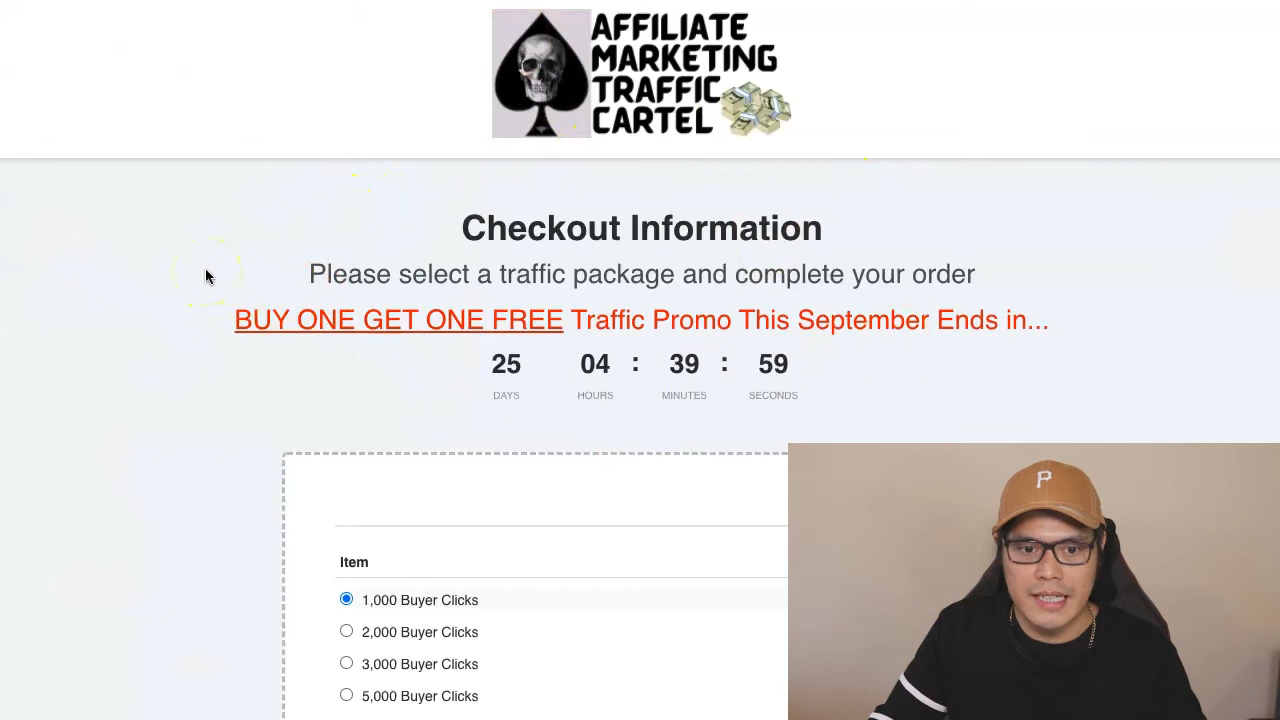 AFFILIATE
MARKETING
TRAFFIC
CARTEL
Checkout Information
Please select a traffic package and complete your order
BUY ONE GET ONE FREE Traffic Promo This September Ends in...
25 04 : 39 : 59
DAYS HOURS MINUTES SECONDS
Item
1,000 Buyer Clicks
2,000 Buyer Clicks
3,000 Buyer Clicks
5,000 Buyer Clicks
P